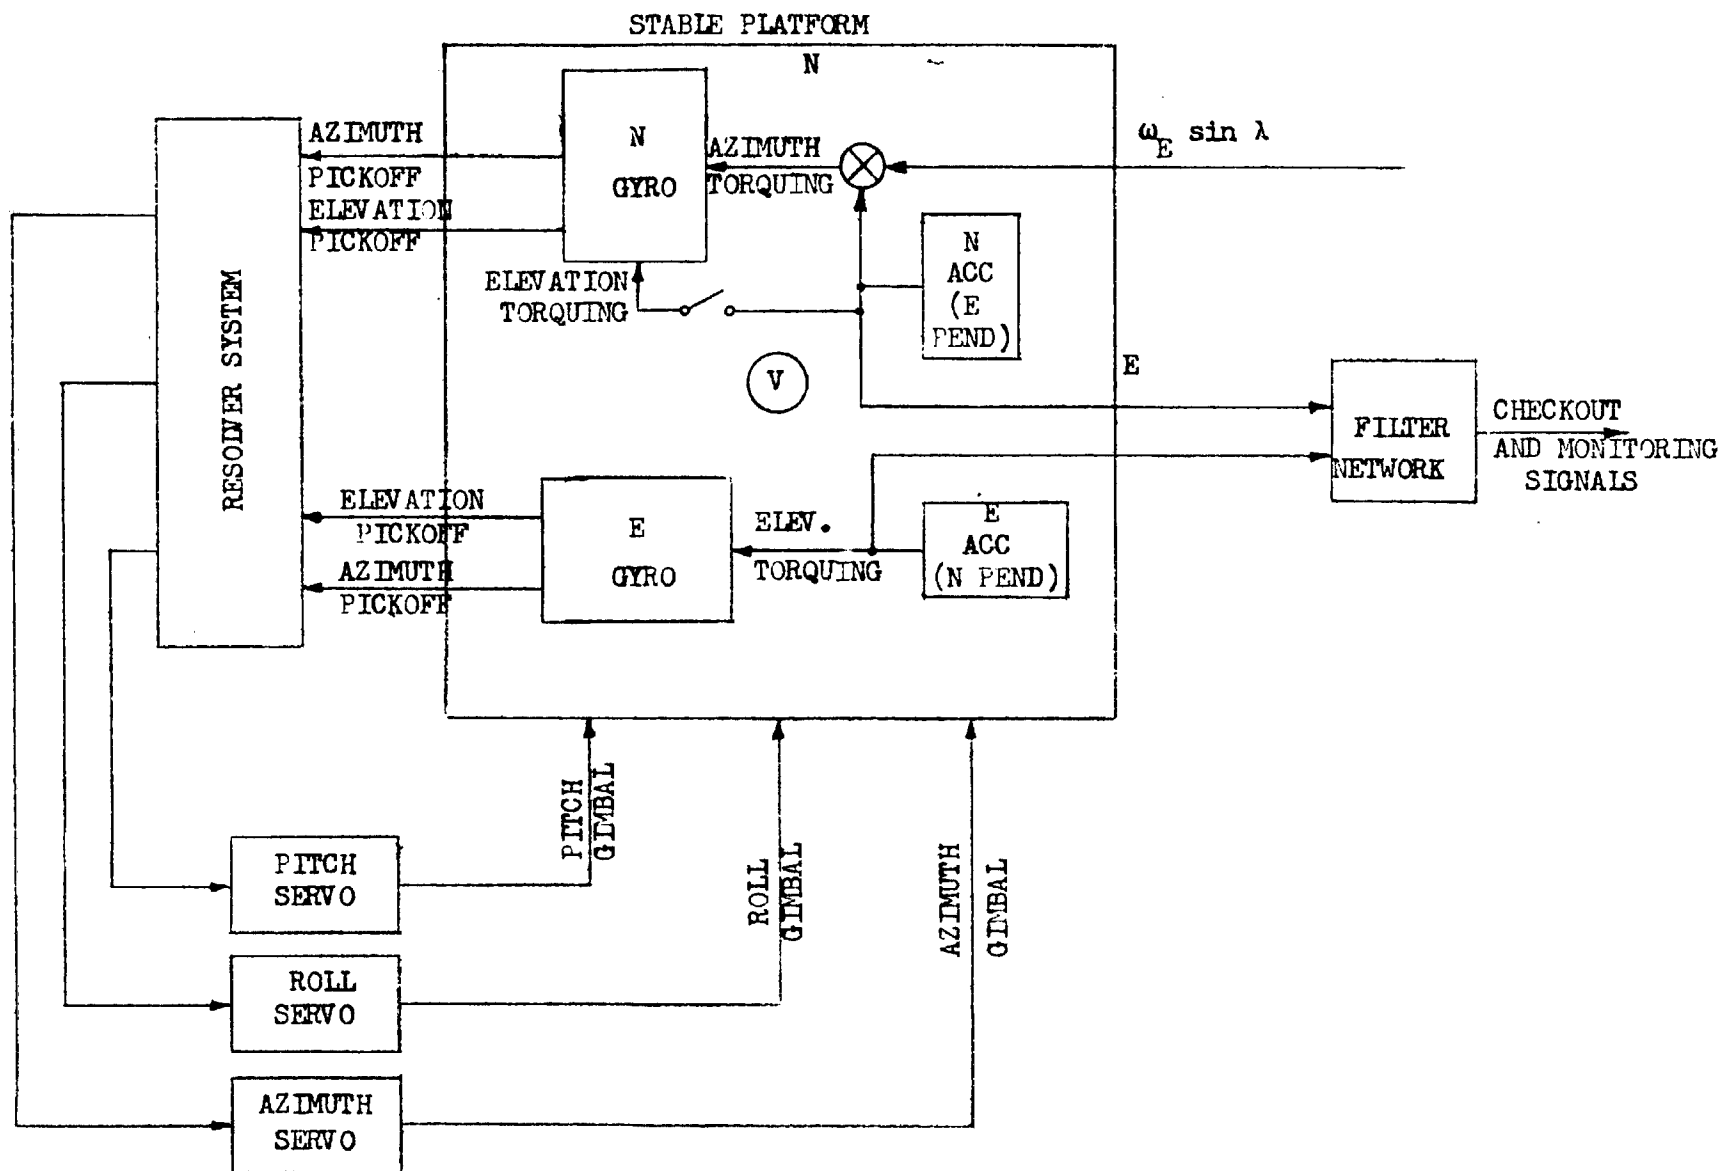 STABLE PLATFORM
N
AZIMUTH
PICKOFF
ELEVATION
PICKOFF
N
GYRO
AZIMUTH
TORQUING
ω_E sin λ
ELEVATION
TORQUING
N
ACC
(E
PEND)
V
E
RESOLVER SYSTEM
FILTER
NETWORK
CHECKOUT
AND MONITORING
SIGNALS
ELEVATION
PICKOFF
AZIMUTH
PICKOFF
E
GYRO
ELEV.
TORQUING
E
ACC
(N PEND)
PITCH
GIMBAL
ROLL
GIMBAL
AZIMUTH
GIMBAL
PITCH
SERVO
ROLL
SERVO
AZIMUTH
SERVO